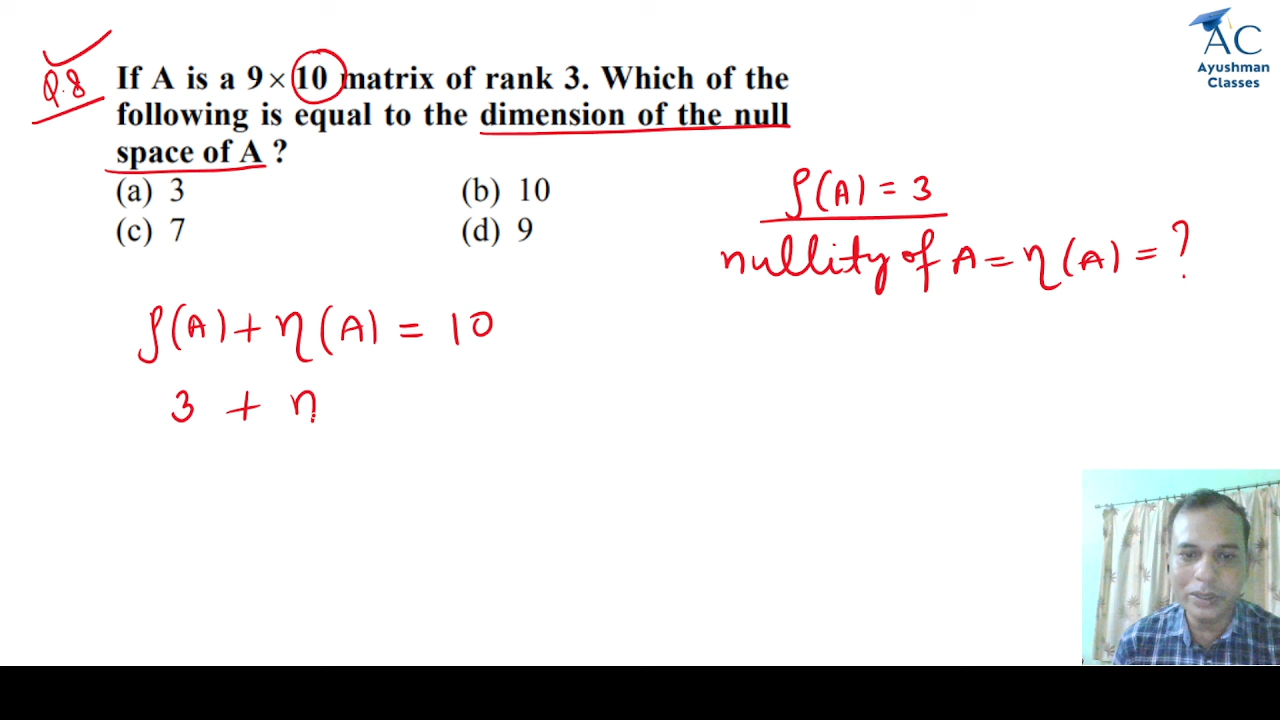 AC
Ayushman
Classes
Q.8
If A is a 9 × 10 matrix of rank 3. Which of the
following is equal to the dimension of the null
space of A ?
(a) 3 (b) 10
(c) 7 (d) 9
ρ(A) = 3
nullity of A = η(A) = ?
ρ(A) + η(A) = 10
3 + η